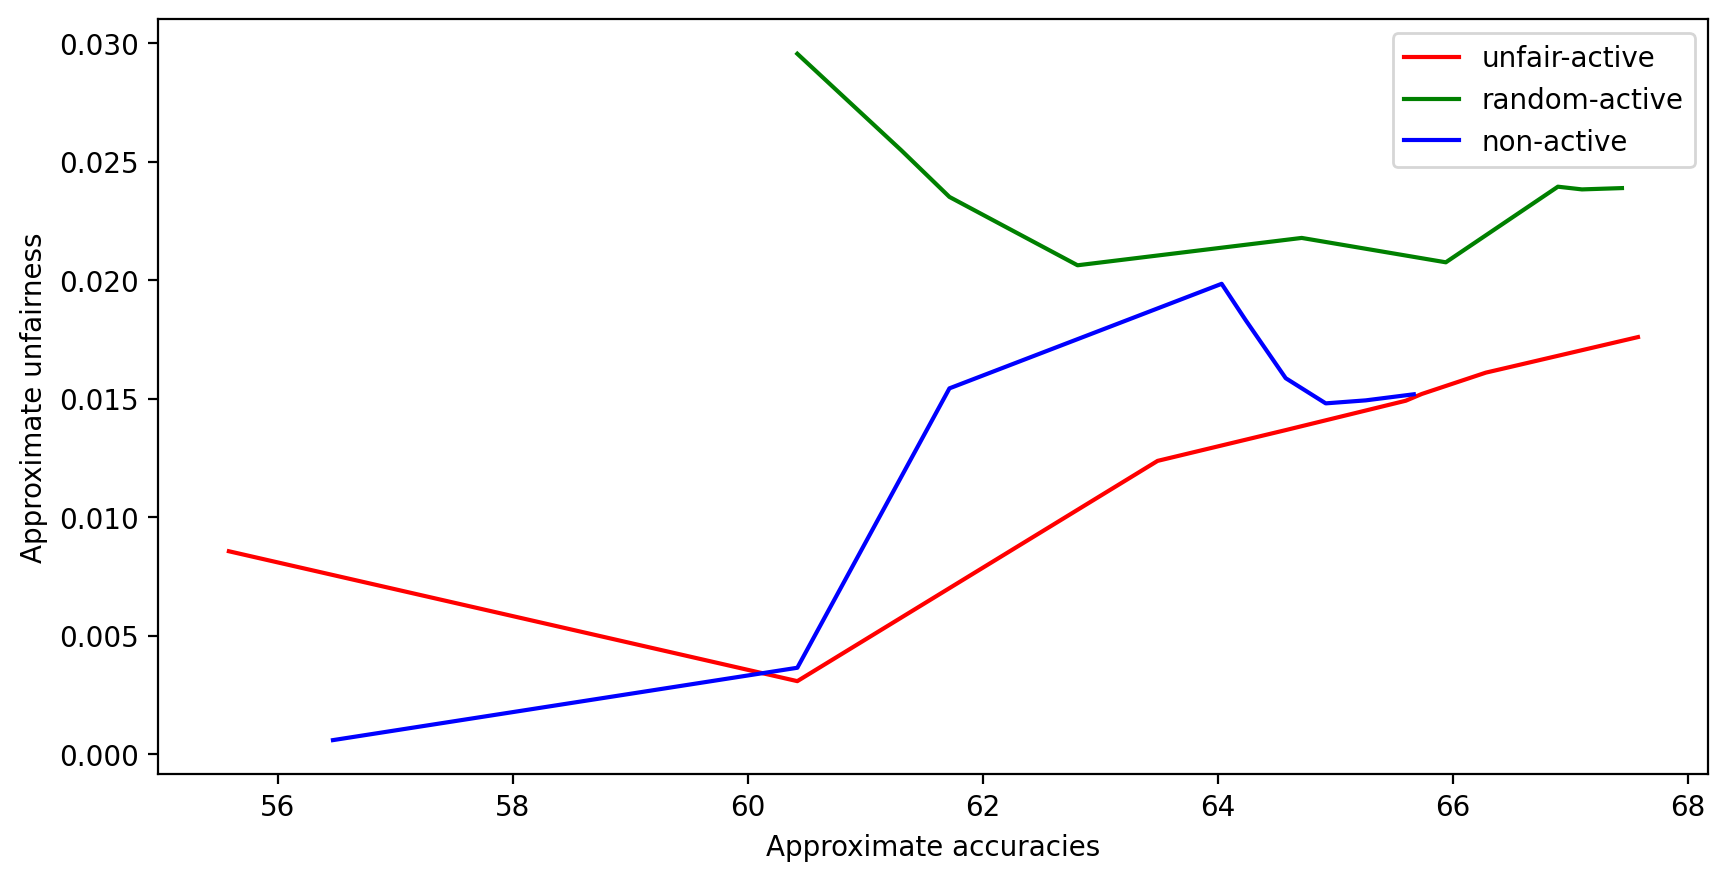 0.030
0.025
0.020
0.015
0.010
0.005
0.000
Approximate unfairness
56
58
60
62
64
66
68
Approximate accuracies
unfair-active
random-active
non-active